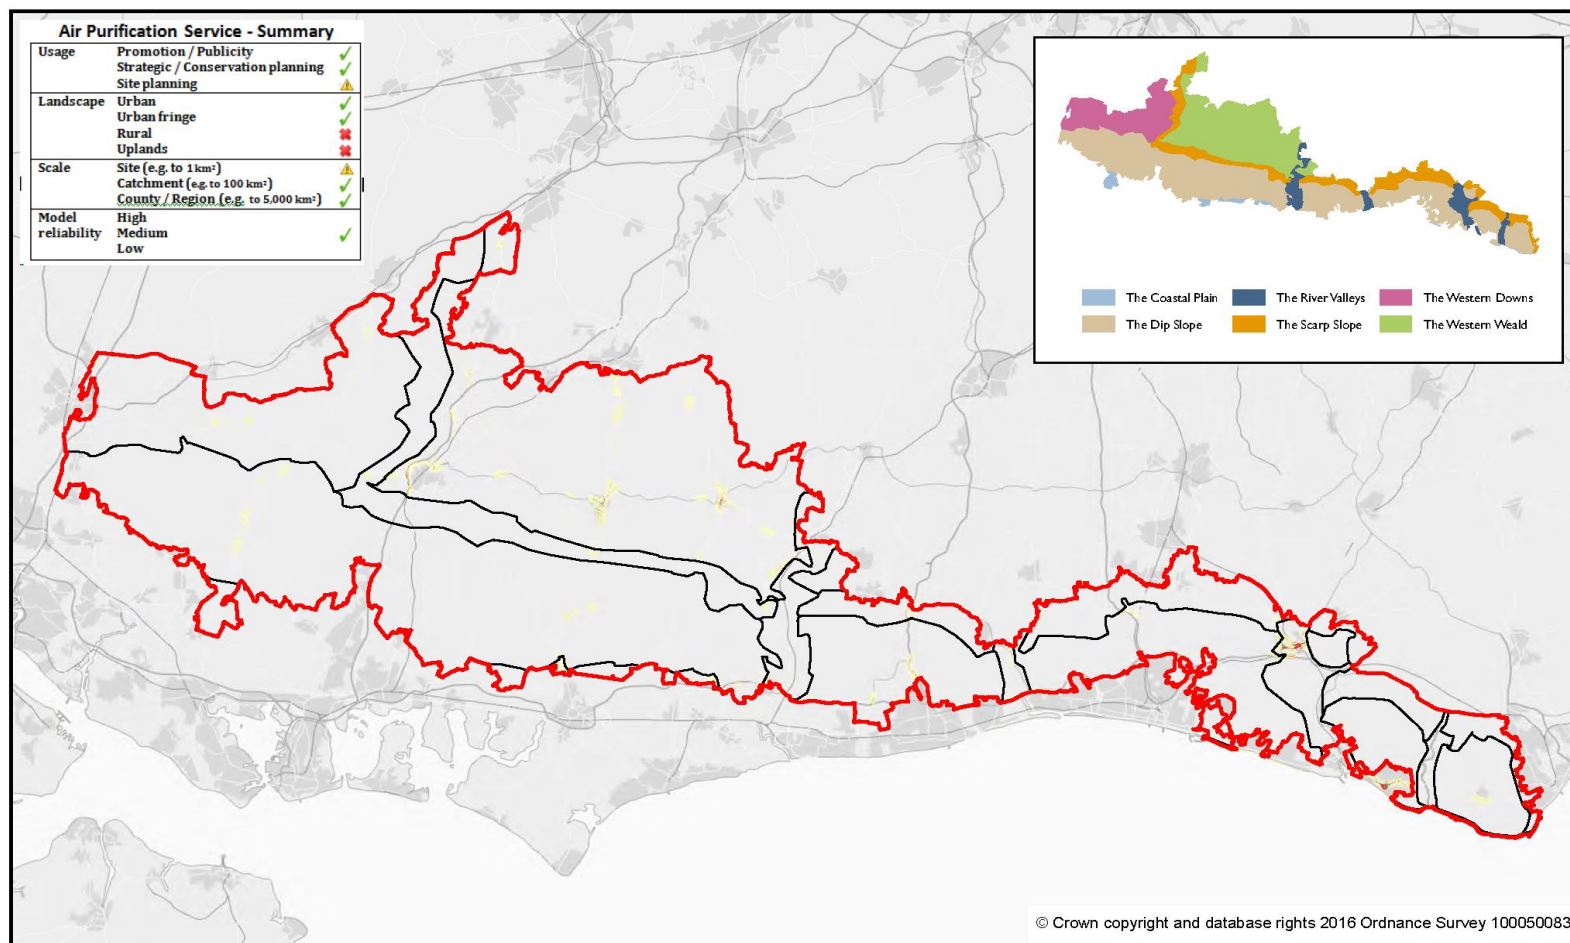 Air Purification Service - Summary
Usage Promotion / Publicity
Strategic / Conservation planning
Site planning
Landscape Urban
Urban fringe
Rural
Uplands
Scale Site (e.g. to 1km²)
Catchment (e.g. to 100 km²)
County / Region (e.g. to 5,000 km²)
Model reliability High
Medium
Low
The Coastal Plain The River Valleys The Western Downs
The Dip Slope The Scarp Slope The Western Weald
© Crown copyright and database rights 2016 Ordnance Survey 100050083